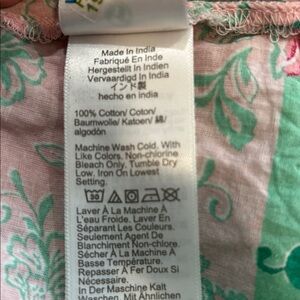 Made In India
Fabriqué En Inde
Hergestellt In Indien
Vervaardigd In India
インド製
hecho en india
100% Cotton/ Coton/
Baumwolle/ Katoen/ 綿/
algodón
Machine Wash Cold. With
Like Colors. Non-chlorine
Bleach Only. Tumble Dry
Low. Iron On Lowest
Setting.
30
Laver À La Machine À
L'eau Froide. Laver En
Séparant Les Couleurs.
Seulement Agent De
Blanchiment Non-chlore.
Sécher À La Machine À
Basse Température.
Repasser À Fer Doux Si
Nécessaire.
In Der Maschine Kalt
Waschen. Mit Ähnlichen